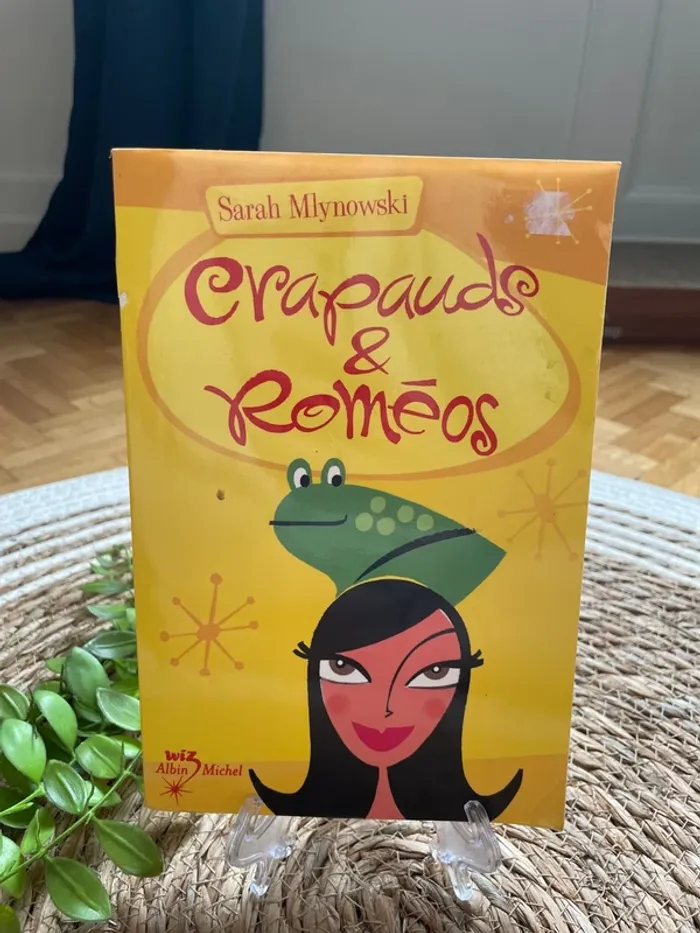 Sarah Mlynowski
Crapauds
&
Roméos
wiz
Albin Michel